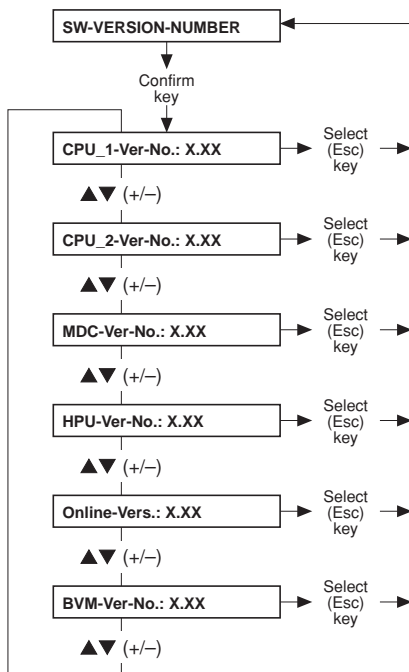 SW-VERSION-NUMBER
Confirm
key
CPU_1-Ver-No.: X.XX
Select
(Esc)
key
▲▼ (+/–)
CPU_2-Ver-No.: X.XX
Select
(Esc)
key
▲▼ (+/–)
MDC-Ver-No.: X.XX
Select
(Esc)
key
▲▼ (+/–)
HPU-Ver-No.: X.XX
Select
(Esc)
key
▲▼ (+/–)
Online-Vers.: X.XX
Select
(Esc)
key
▲▼ (+/–)
BVM-Ver-No.: X.XX
Select
(Esc)
key
▲▼ (+/–)